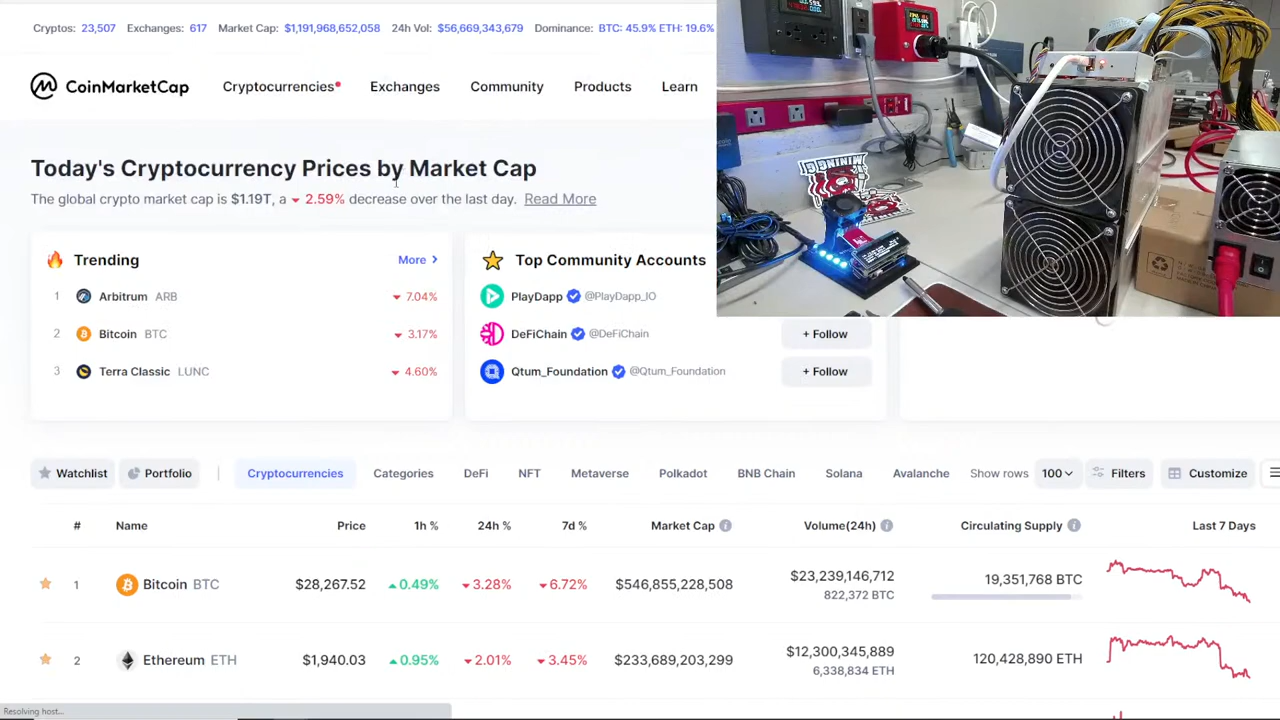 Cryptos: 23,507 Exchanges: 617 Market Cap: $1,191,968,652,058 24h Vol: $56,669,343,679 Dominance: BTC: 45.9% ETH: 19.6%
CoinMarketCap Cryptocurrencies Exchanges Community Products Learn
Today's Cryptocurrency Prices by Market Cap
The global crypto market cap is $1.19T, a 2.59% decrease over the last day. Read More
Trending More
1 Arbitrum ARB 7.04%
2 Bitcoin BTC 3.17%
3 Terra Classic LUNC 4.60%
Top Community Accounts
PlayDapp @PlayDapp_IO
DeFiChain @DeFiChain + Follow
Qtum_Foundation @Qtum_Foundation + Follow
MINING
Watchlist Portfolio Cryptocurrencies Categories DeFi NFT Metaverse Polkadot BNB Chain Solana Avalanche Show rows 100 Filters Customize
# Name Price 1h % 24h % 7d % Market Cap Volume(24h) Circulating Supply Last 7 Days
1 Bitcoin BTC $28,267.52 0.49% 3.28% 6.72% $546,855,228,508 $23,239,146,712 19,351,768 BTC
822,372 BTC
2 Ethereum ETH $1,940.03 0.95% 2.01% 3.45% $233,689,203,299 $12,300,345,889 120,428,890 ETH
6,338,834 ETH
Resolving host...